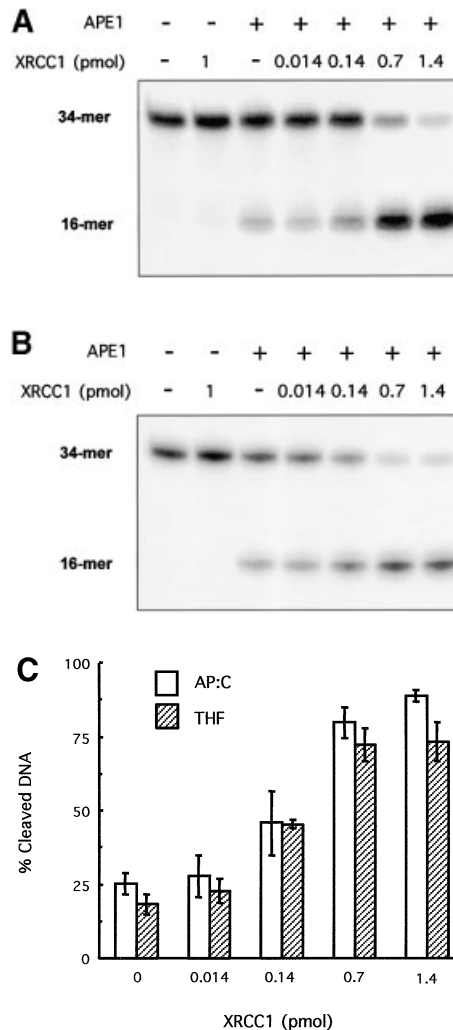 A
APE1 - - + + + + +
XRCC1 (pmol) - 1 - 0.014 0.14 0.7 1.4
34-mer
16-mer
B
APE1 - - + + + + +
XRCC1 (pmol) - 1 - 0.014 0.14 0.7 1.4
34-mer
16-mer
C
100
75
50
25
0
% Cleaved DNA
AP:C
THF
0 0.014 0.14 0.7 1.4
XRCC1 (pmol)